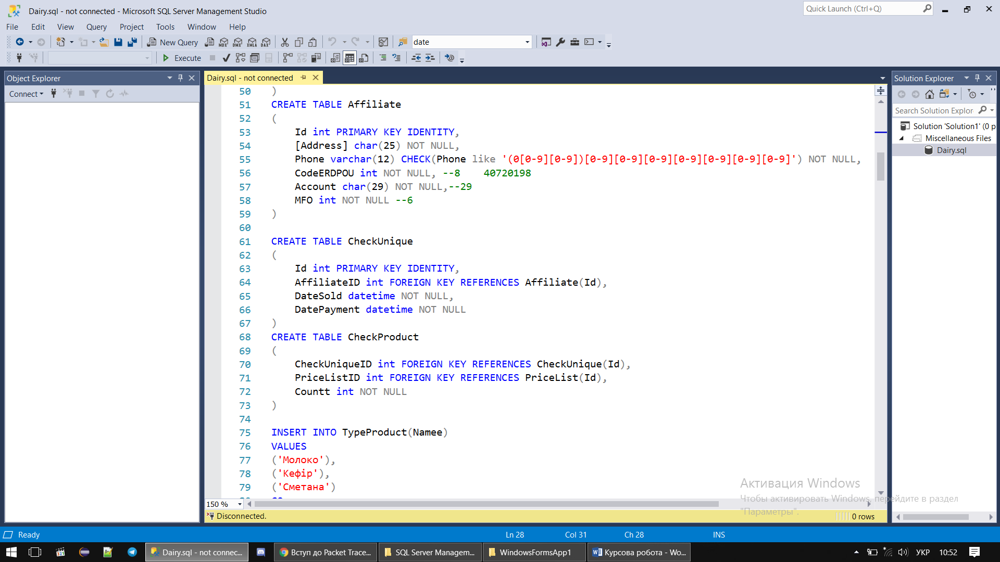 Dairy.sql - not connected - Microsoft SQL Server Management Studio
Quick Launch (Ctrl+Q)
File Edit View Query Project Tools Window Help
New Query MDX DMX XMLA DAX date
Execute
Object Explorer
Connect
Dairy.sql - not connected
50 )
51 CREATE TABLE Affiliate
52 (
53 Id int PRIMARY KEY IDENTITY,
54 [Address] char(25) NOT NULL,
55 Phone varchar(12) CHECK(Phone like '(0[0-9][0-9])[0-9][0-9][0-9][0-9][0-9][0-9][0-9]') NOT NULL,
56 CodeERDPOU int NOT NULL, --8 40720198
57 Account char(29) NOT NULL,--29
58 MFO int NOT NULL --6
59 )
60
61 CREATE TABLE CheckUnique
62 (
63 Id int PRIMARY KEY IDENTITY,
64 AffiliateID int FOREIGN KEY REFERENCES Affiliate(Id),
65 DateSold datetime NOT NULL,
66 DatePayment datetime NOT NULL
67 )
68 CREATE TABLE CheckProduct
69 (
70 CheckUniqueID int FOREIGN KEY REFERENCES CheckUnique(Id),
71 PriceListID int FOREIGN KEY REFERENCES PriceList(Id),
72 Countt int NOT NULL
73 )
74
75 INSERT INTO TypeProduct(Namee)
76 VALUES
77 ('Молоко'),
78 ('Кефір'),
79 ('Сметана')
150 %
Disconnected.
0 rows
Solution Explorer
Search Solution Explor
Solution 'Solution1' (0 p
Miscellaneous Files
Dairy.sql
Активация Windows
Чтобы активировать Windows, перейдите в раздел
"Параметры".
Ready Ln 28 Col 31 Ch 28 INS
Dairy.sql - not connec...
Вступ до Packet Trace...
SQL Server Managem...
WindowsFormsApp1
Курсова робота - Wo...
УКР 10:52